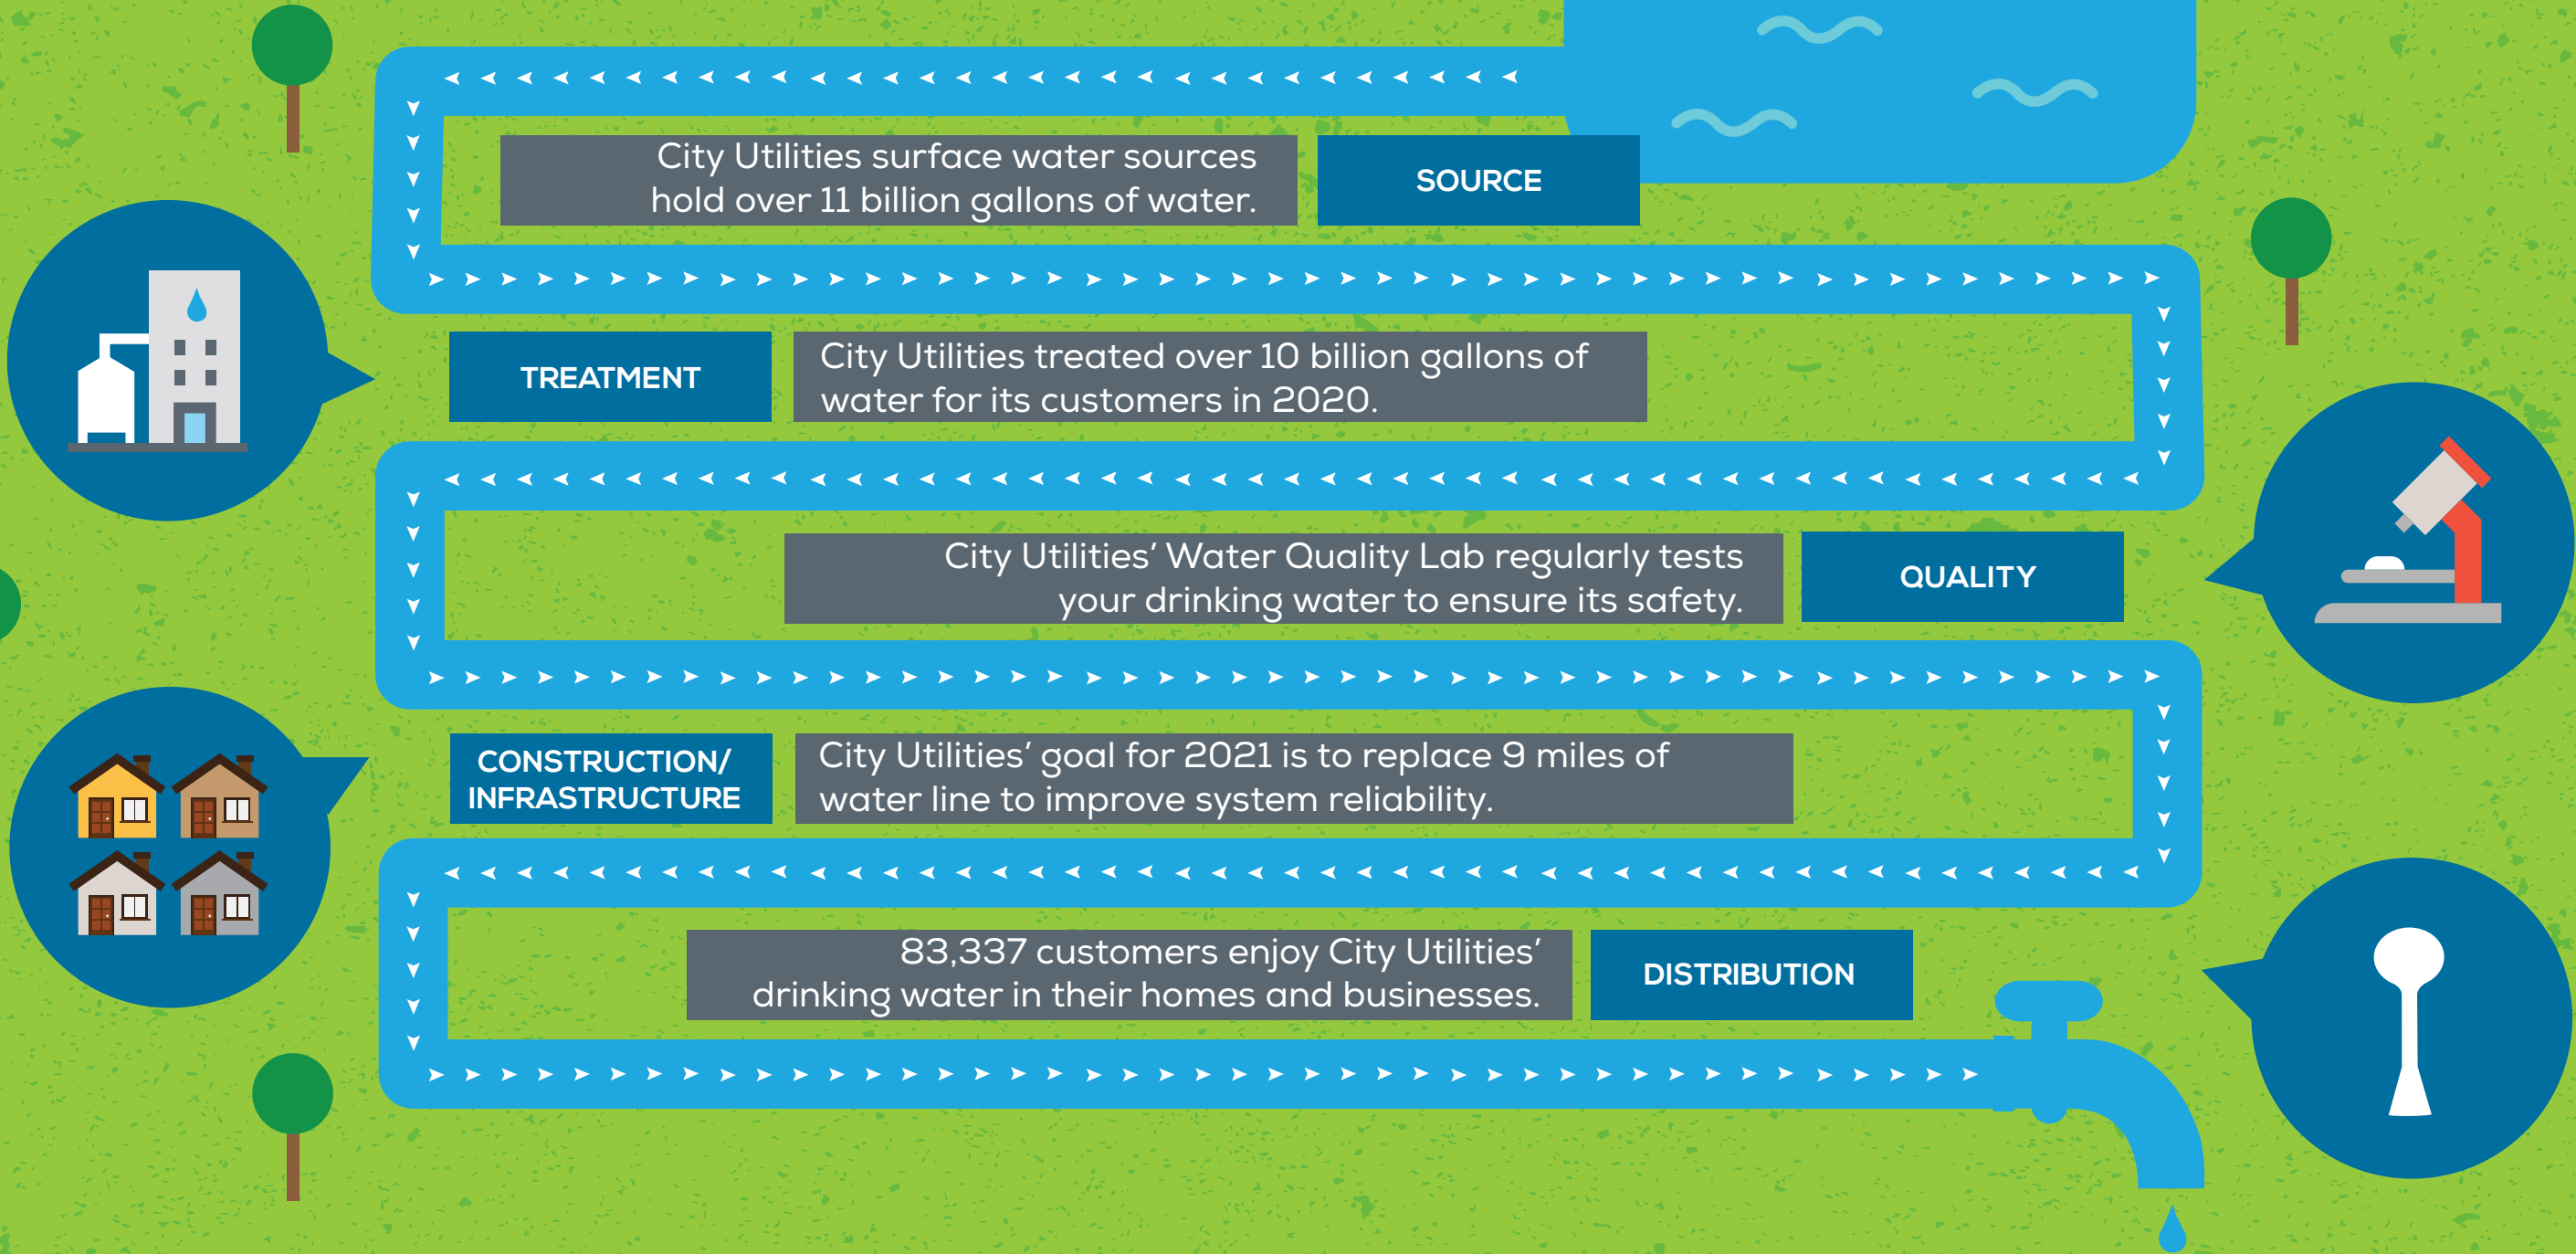 City Utilities surface water sources
hold over 11 billion gallons of water.
SOURCE
TREATMENT
City Utilities treated over 10 billion gallons of
water for its customers in 2020.
City Utilities’ Water Quality Lab regularly tests
your drinking water to ensure its safety.
QUALITY
CONSTRUCTION/
INFRASTRUCTURE
City Utilities’ goal for 2021 is to replace 9 miles of
water line to improve system reliability.
83,337 customers enjoy City Utilities’
drinking water in their homes and businesses.
DISTRIBUTION